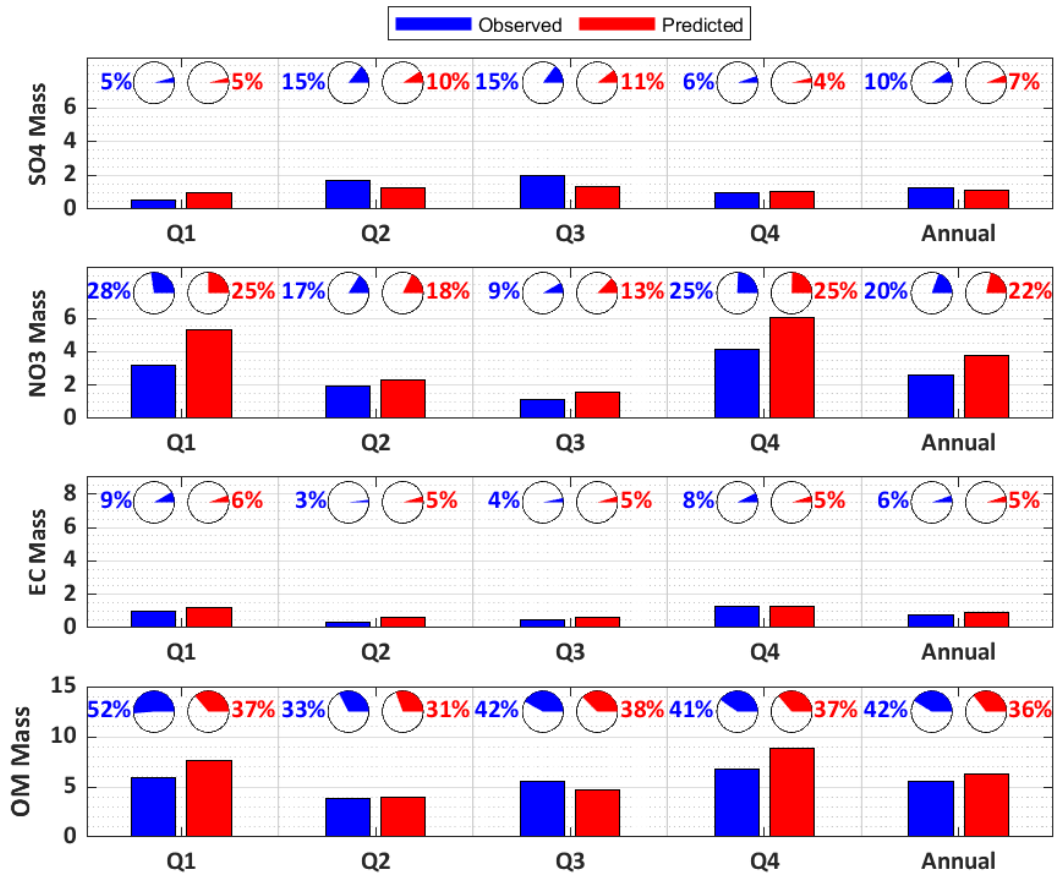 Observed Predicted
5% 5% 15% 10% 15% 11% 6% 4% 10% 7%
SO4 Mass
6
4
2
0
Q1 Q2 Q3 Q4 Annual
28% 25% 17% 18% 9% 13% 25% 25% 20% 22%
NO3 Mass
6
4
2
0
Q1 Q2 Q3 Q4 Annual
8
9% 6% 3% 5% 4% 5% 8% 5% 6% 5%
EC Mass
6
4
2
0
Q1 Q2 Q3 Q4 Annual
15
52% 37% 33% 31% 42% 38% 41% 37% 42% 36%
OM Mass
10
5
0
Q1 Q2 Q3 Q4 Annual